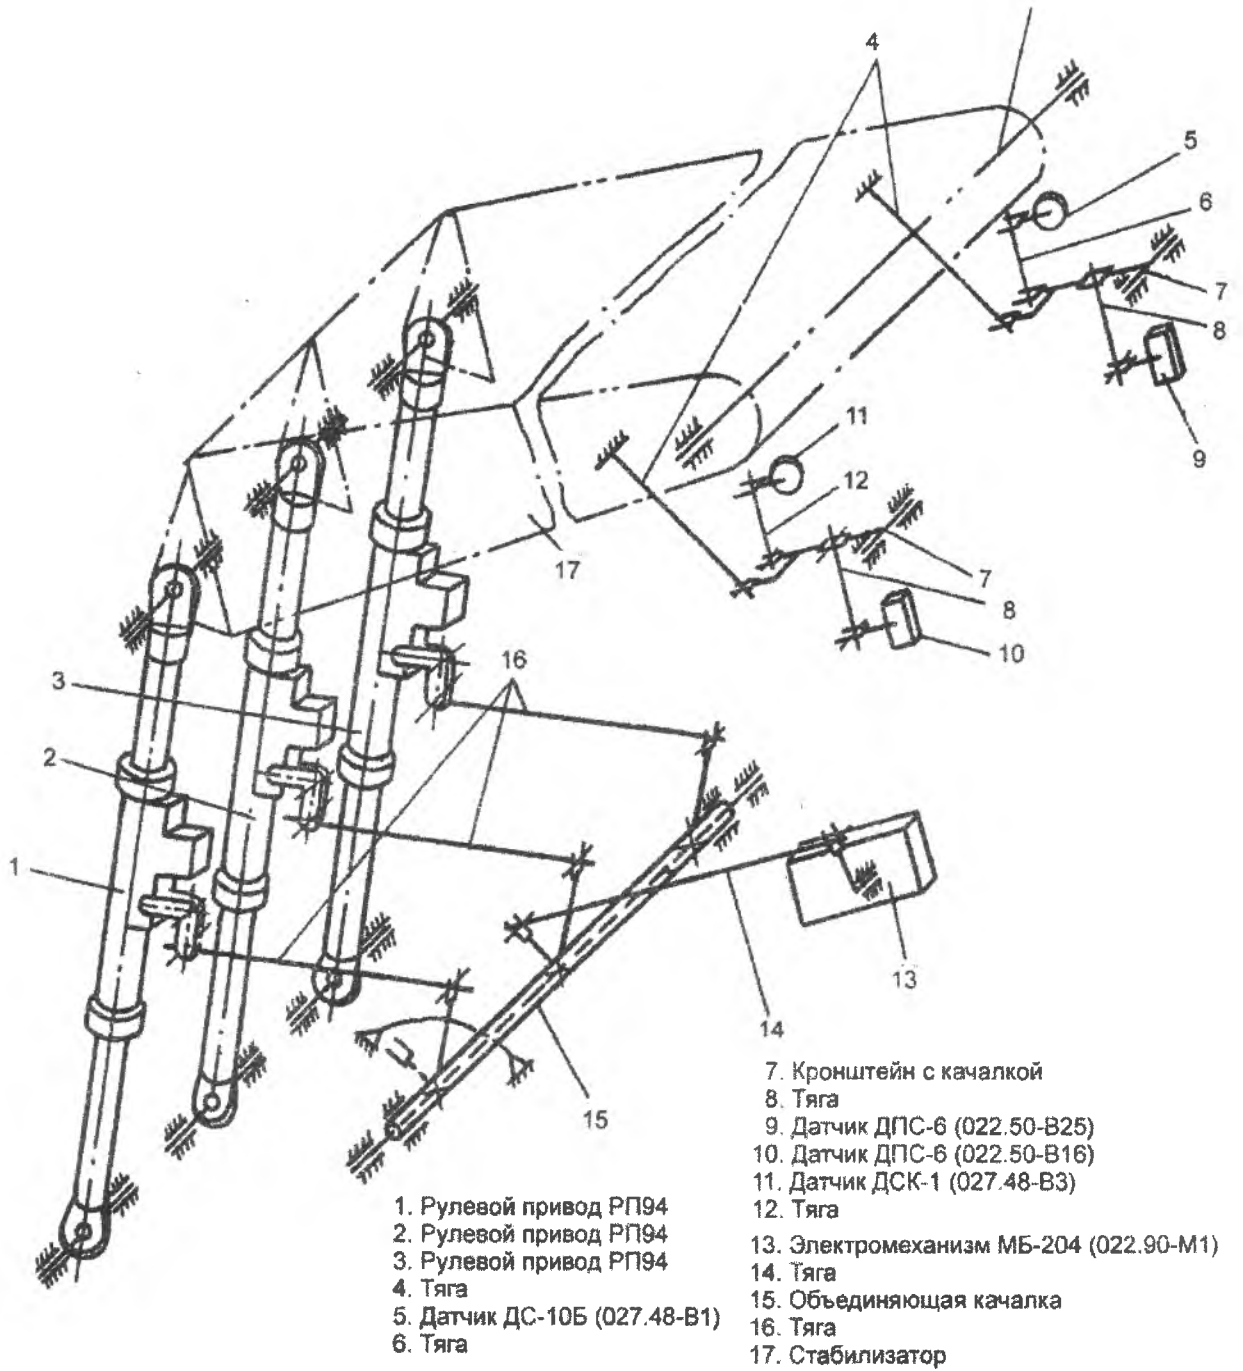 4
5
6
7
8
9
11
12
7
8
10
17
16
3
2
1
13
14
15
1. Рулевой привод РП94
2. Рулевой привод РП94
3. Рулевой привод РП94
4. Тяга
5. Датчик ДС-10Б (027.48-В1)
6. Тяга
7. Кронштейн с качалкой
8. Тяга
9. Датчик ДПС-6 (022.50-В25)
10. Датчик ДПС-6 (022.50-В16)
11. Датчик ДСК-1 (027.48-В3)
12. Тяга
13. Электромеханизм МБ-204 (022.90-М1)
14. Тяга
15. Объединяющая качалка
16. Тяга
17. Стабилизатор